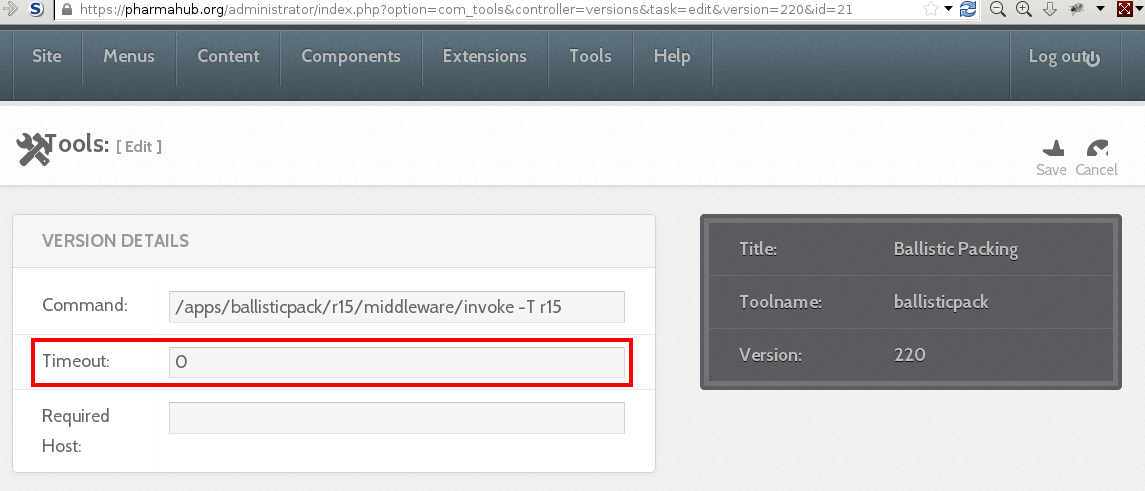 https://pharmahub.org/administrator/index.php?option=com_tools&controller=versions&task=edit&version=220&id=21
Site Menus Content Components Extensions Tools Help Log out
Tools: [ Edit ]
Save Cancel
VERSION DETAILS
Command: /apps/ballisticpack/r15/middleware/invoke -T r15
Timeout: 0
Required
Host:
Title: Ballistic Packing
Toolname: ballisticpack
Version: 220